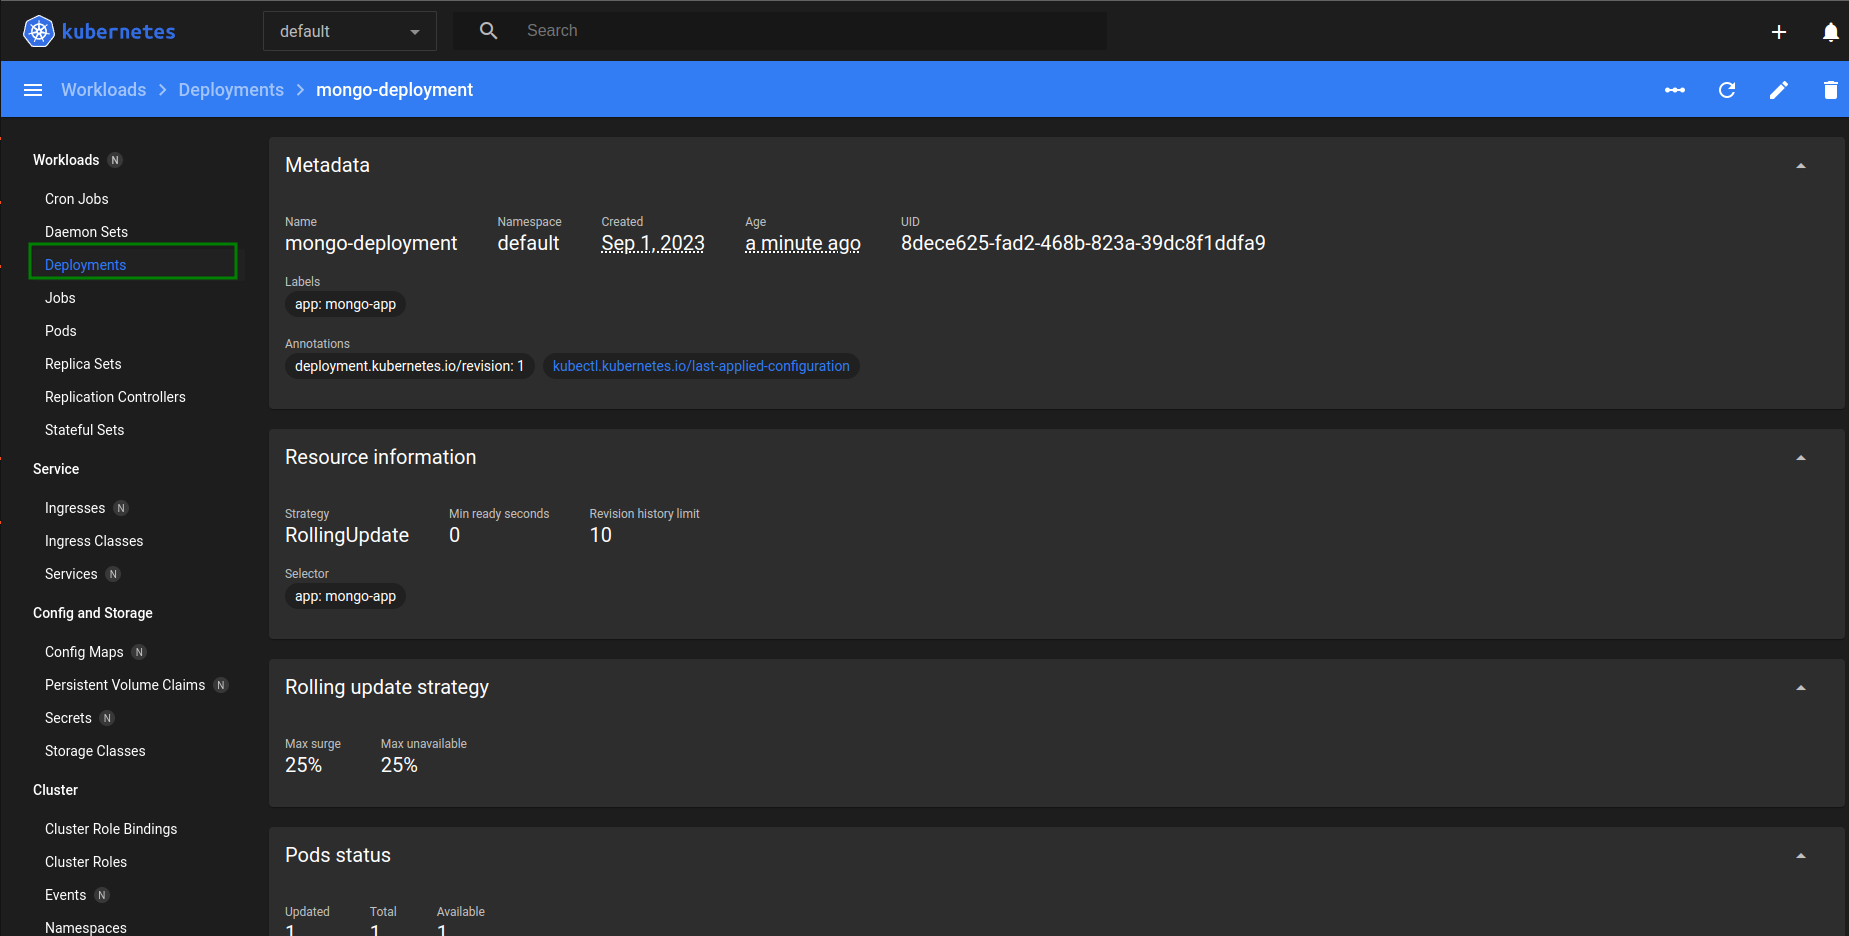 kubernetes
default
Search
Workloads > Deployments > mongo-deployment
Workloads N
Cron Jobs
Daemon Sets
Deployments
Jobs
Pods
Replica Sets
Replication Controllers
Stateful Sets
Service
Ingresses N
Ingress Classes
Services N
Config and Storage
Config Maps N
Persistent Volume Claims N
Secrets N
Storage Classes
Cluster
Cluster Role Bindings
Cluster Roles
Events N
Namespaces
Metadata
Name Namespace Created Age UID
mongo-deployment default Sep 1, 2023 a minute ago 8dece625-fad2-468b-823a-39dc8f1ddfa9
Labels
app: mongo-app
Annotations
deployment.kubernetes.io/revision: 1 kubectl.kubernetes.io/last-applied-configuration
Resource information
Strategy Min ready seconds Revision history limit
RollingUpdate 0 10
Selector
app: mongo-app
Rolling update strategy
Max surge Max unavailable
25% 25%
Pods status
Updated Total Available
1 1 1